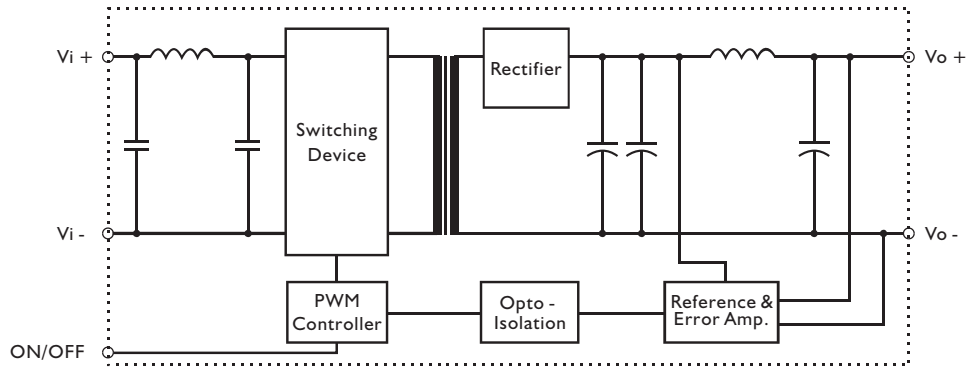 Vi +
Vo +
Rectifier
Switching
Device
Vi -
Vo -
PWM
Controller
Opto -
Isolation
Reference &
Error Amp.
ON/OFF